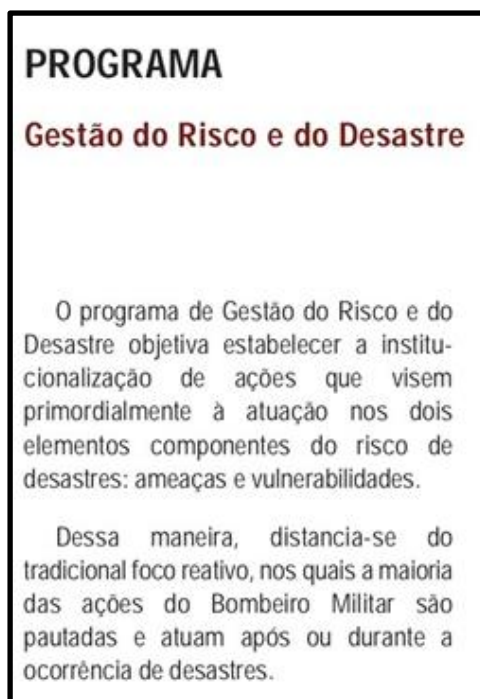 PROGRAMA
Gestão do Risco e do Desastre
O programa de Gestão do Risco e do
Desastre objetiva estabelecer a institu-
cionalização de ações que visem
primordialmente à atuação nos dois
elementos componentes do risco de
desastres: ameaças e vulnerabilidades.
Dessa maneira, distancia-se do
tradicional foco reativo, nos quais a maioria
das ações do Bombeiro Militar são
pautadas e atuam após ou durante a
ocorrência de desastres.